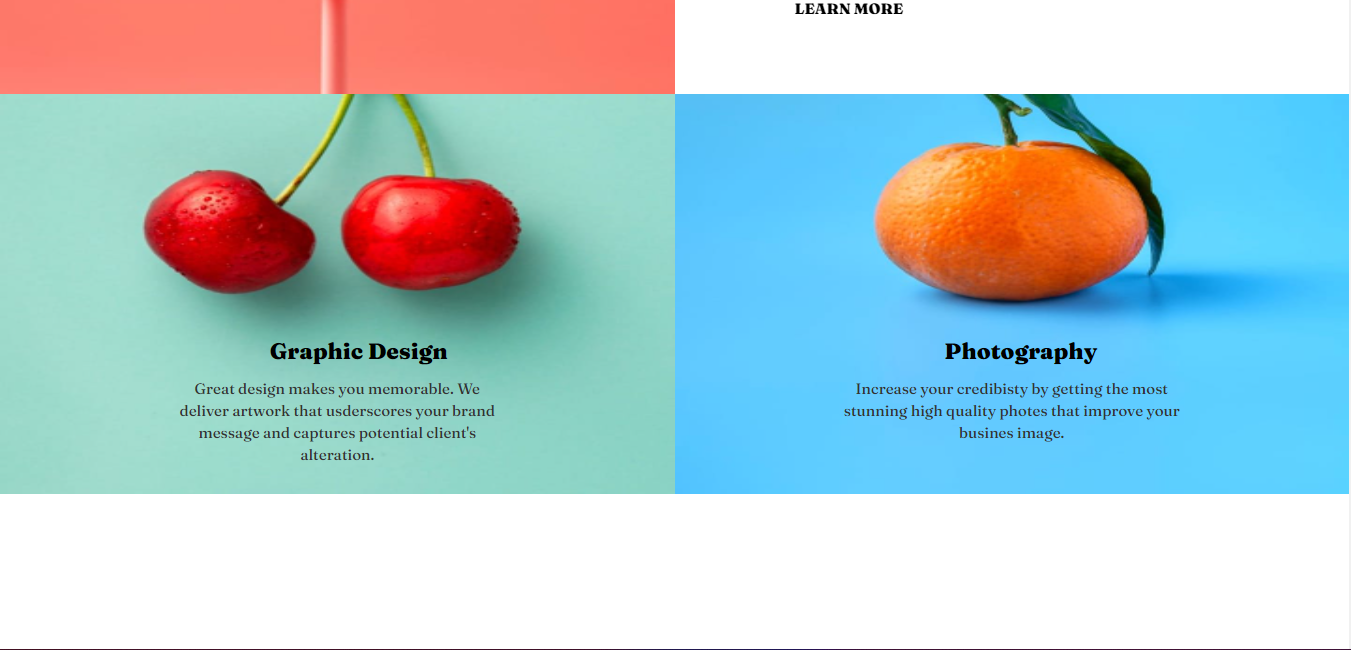 LEARN MORE
Graphic Design
Great design makes you memorable. We
deliver artwork that usderscores your brand
message and captures potential client's
alteration.
Photography
Increase your credibisty by getting the most
stunning high quality photes that improve your
busines image.